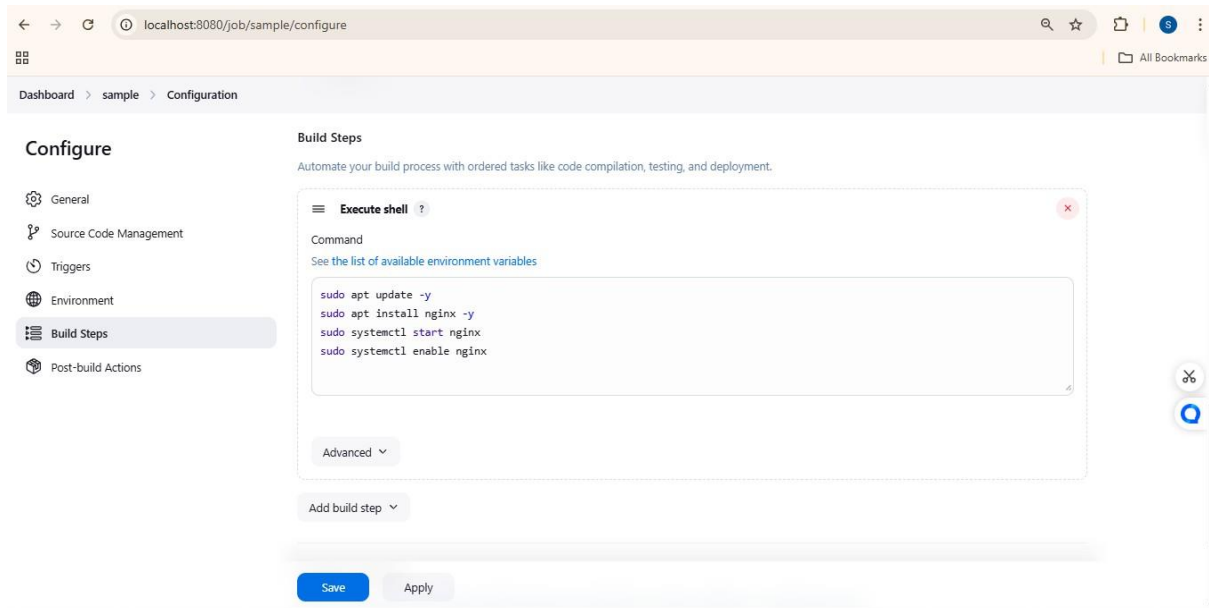 localhost:8080/job/sample/configure
S
All Bookmarks
Dashboard > sample > Configuration
Configure
General
Source Code Management
Triggers
Environment
Build Steps
Post-build Actions
Build Steps
Automate your build process with ordered tasks like code compilation, testing, and deployment.
Execute shell ?
Command
See the list of available environment variables
sudo apt update -y
sudo apt install nginx -y
sudo systemctl start nginx
sudo systemctl enable nginx
Advanced
Add build step
Save Apply